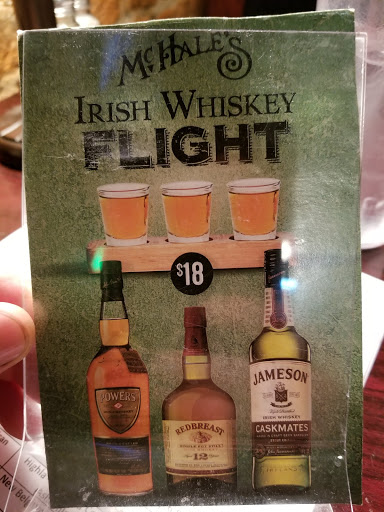 McHale's
Irish Whiskey
FLIGHT
$18
POWERS
REDBREAST
12
JAMESON
IRISH WHISKEY
CASKMATES